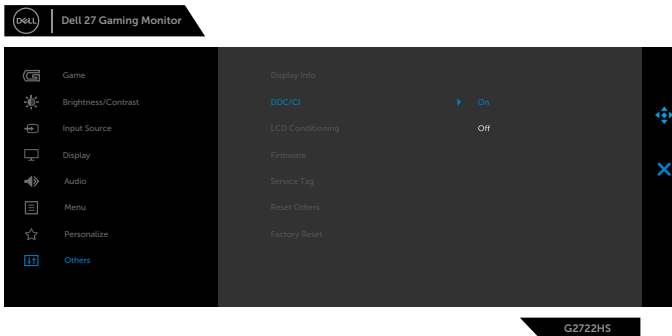 DELL
Dell 27 Gaming Monitor
Game
Brightness/Contrast
Input Source
Display
Audio
Menu
Personalize
Others
Display Info
DDC/CI
On
LCD Conditioning
Off
Firmware
Service Tag
Reset Others
Factory Reset
G2722HS